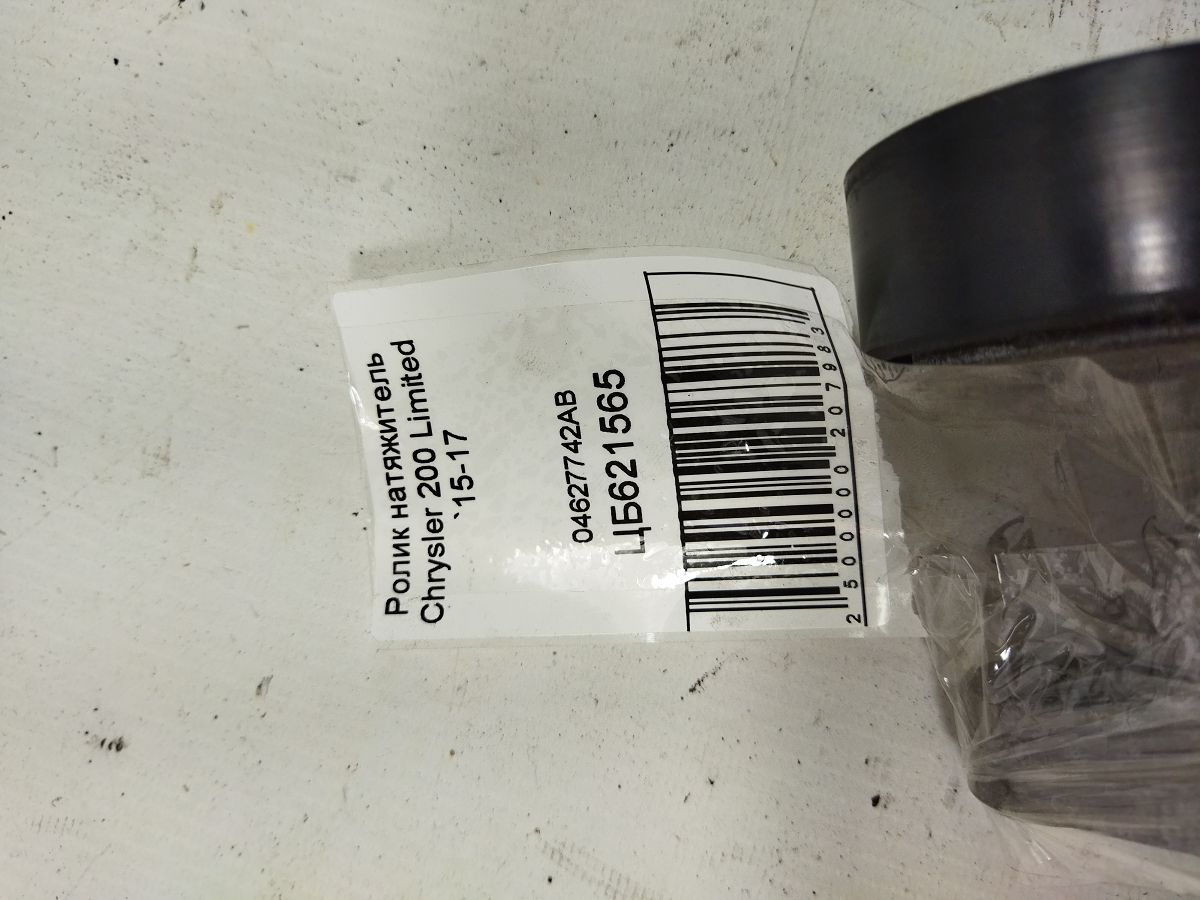 Ролик натяжитель
Chrysler 200 Limited
`15-17
04627742AB
ЦБ621565
2500000207983